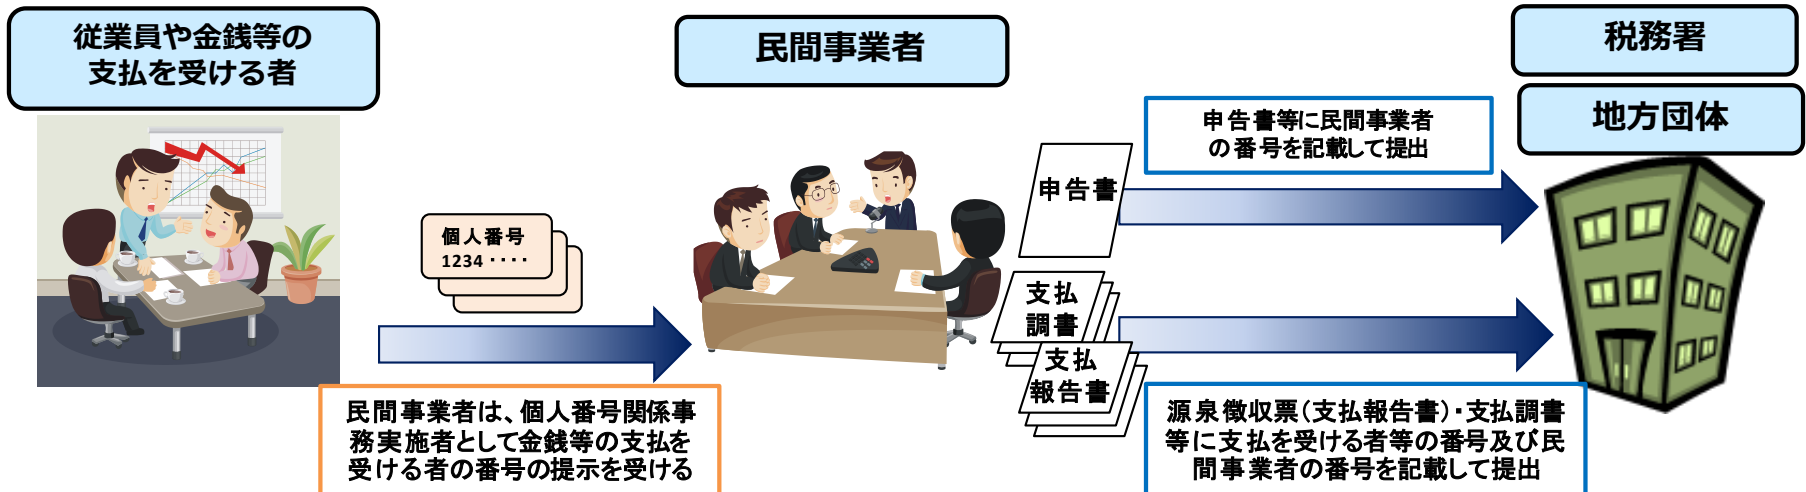 従業員や金銭等の
支払を受ける者
民間事業者
税務署
地方団体
申告書等に民間事業者
の番号を記載して提出
申告書
個人番号
1234 ････
支払
調書
支払
報告書
民間事業者は、個人番号関係事
務実施者として金銭等の支払を
受ける者の番号の提示を受ける
源泉徴収票（支払報告書）・支払調書
等に支払を受ける者等の番号及び民
間事業者の番号を記載して提出